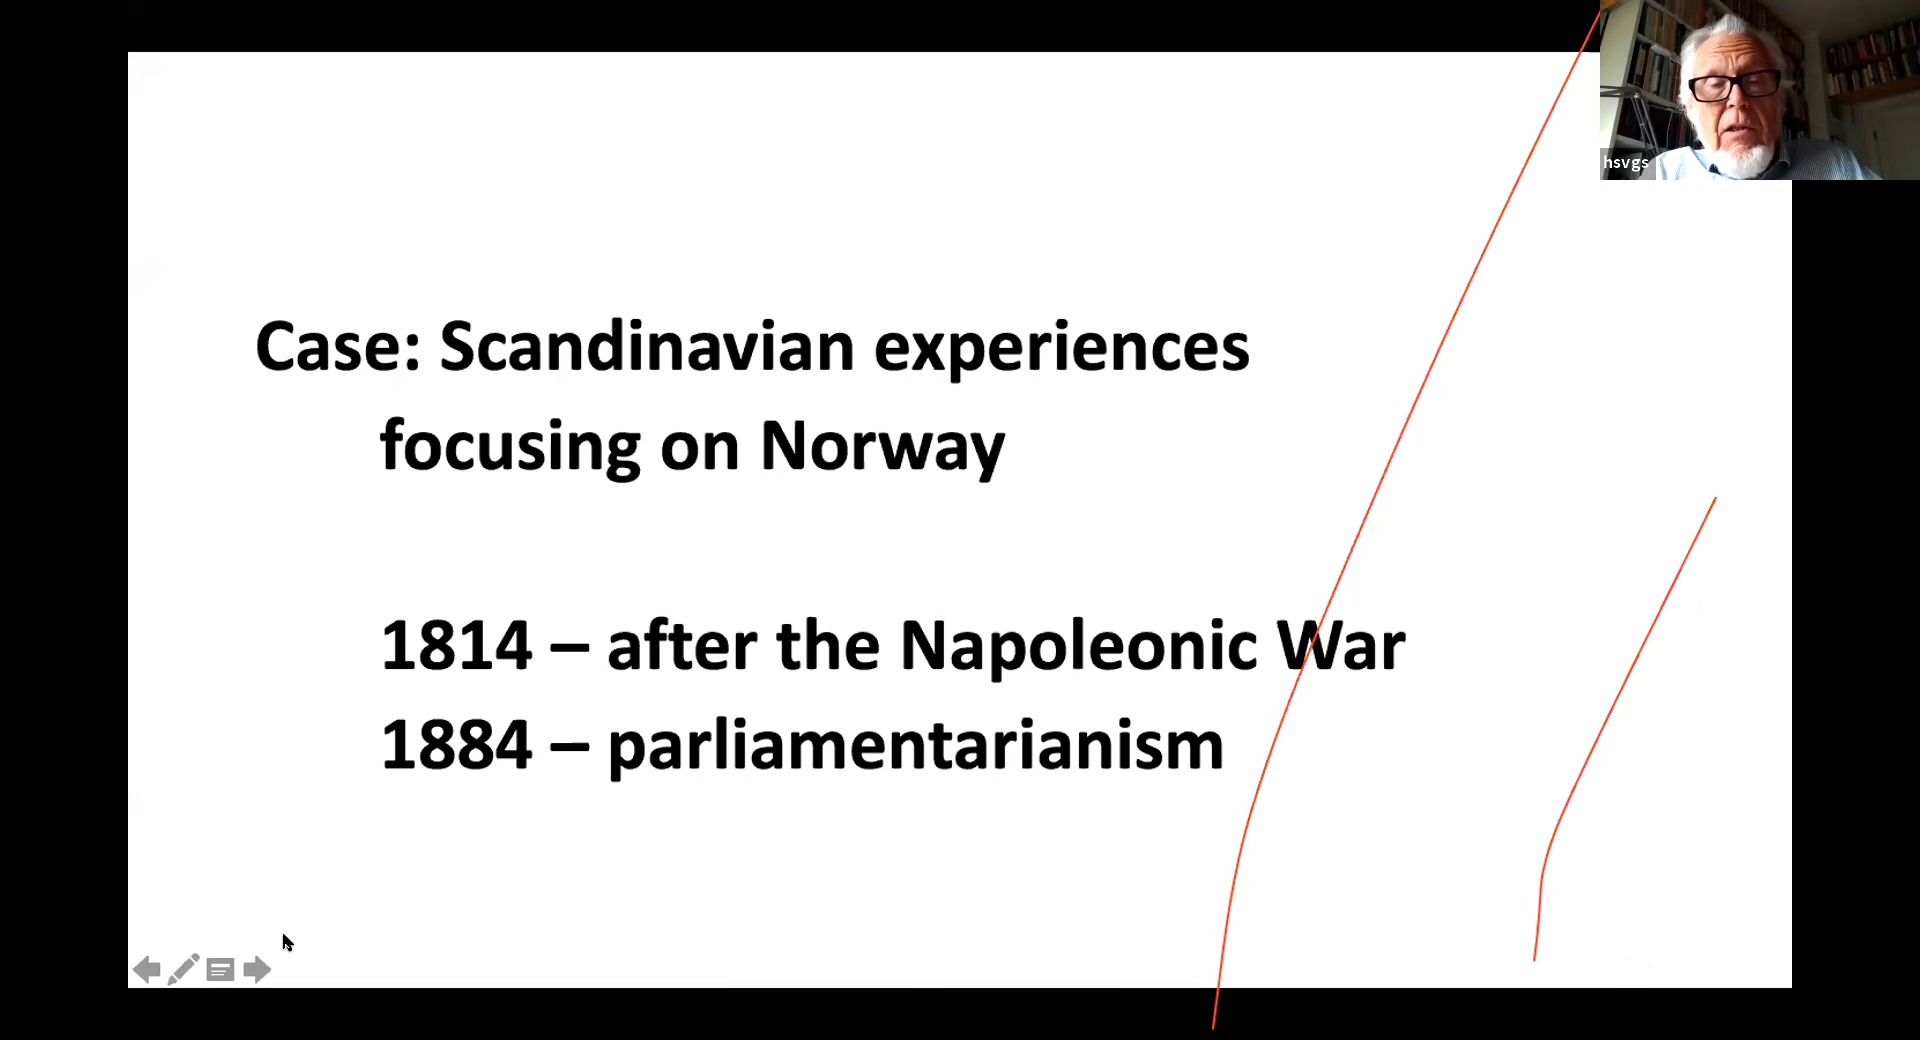 hsvgs
Case: Scandinavian experiences
focusing on Norway
1814 – after the Napoleonic War
1884 – parliamentarianism